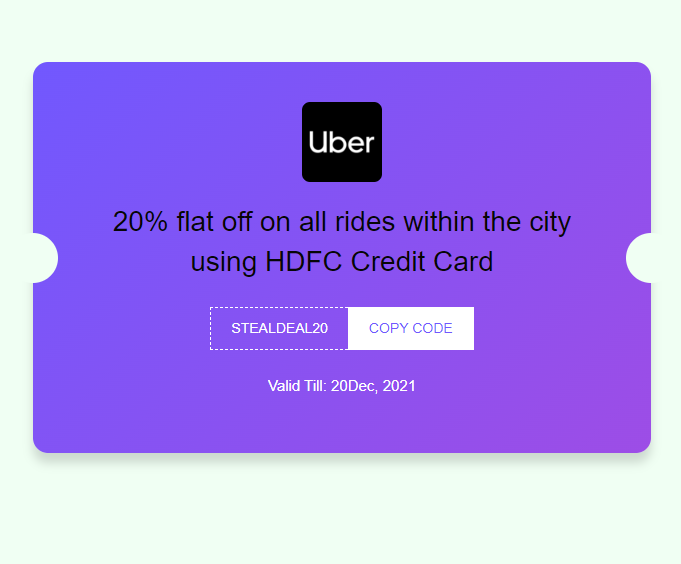 Uber
20% flat off on all rides within the city
using HDFC Credit Card
STEALDEAL20 COPY CODE
Valid Till: 20Dec, 2021